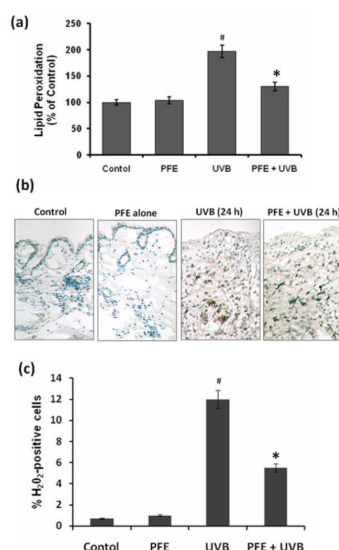 (a)
Lipid Peroxidation
(% of Control)
250
200
150
100
50
0
#
*
Contol
PFE
UVB
PFE + UVB
(b)
Control
PFE alone
UVB (24 h)
PFE + UVB (24 h)
(c)
% H₂0₂-positive cells
14
12
10
8
6
4
2
0
#
*
Contol
PFE
UVB
PFE + UVB